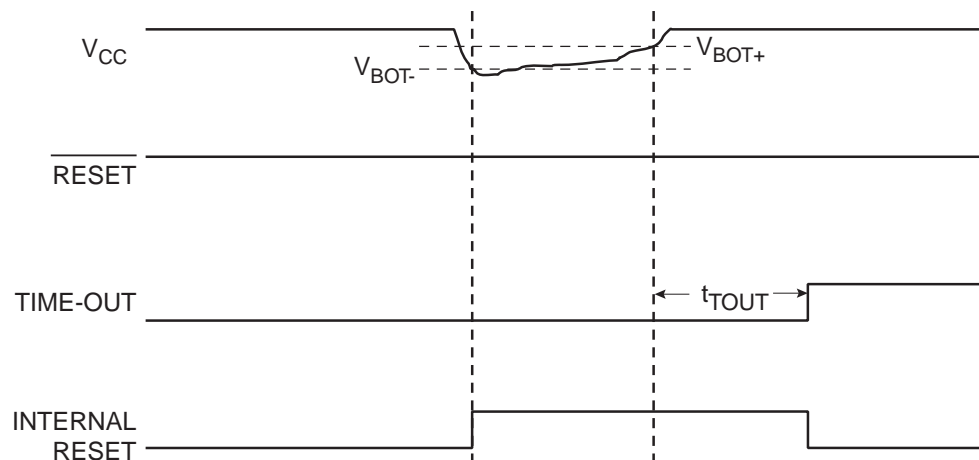 VCC
VBOT-
VBOT+
RESET
TIME-OUT
tTOUT
INTERNAL
RESET